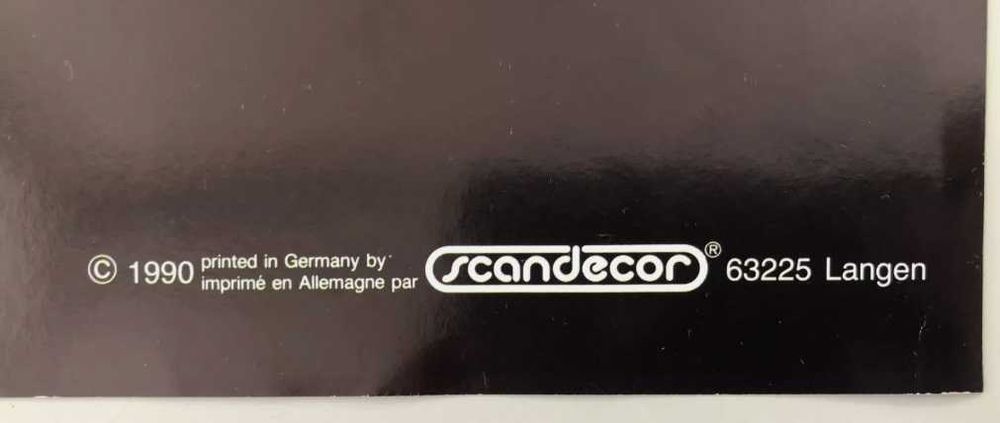 © 1990 printed in Germany by
imprimé en Allemagne par
scandecor® 63225 Langen